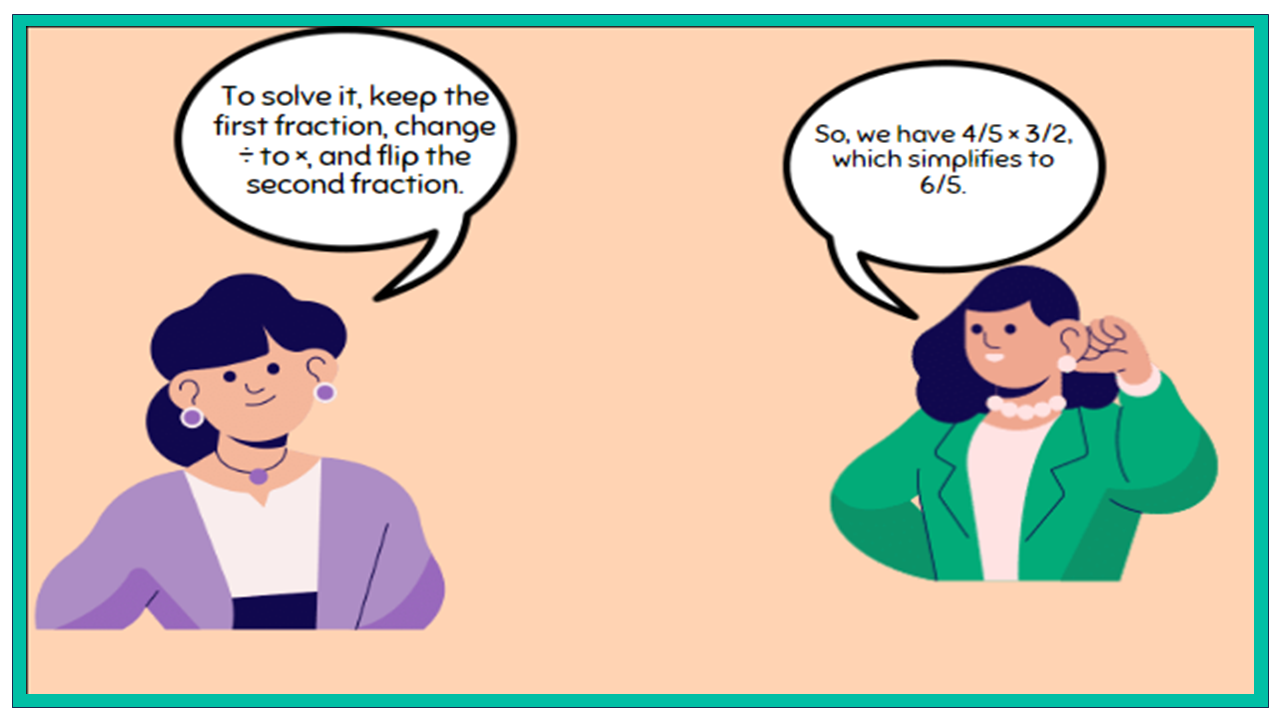 To solve it, keep the
first fraction, change
÷ to ×, and flip the
second fraction.
So, we have 4/5 × 3/2,
which simplifies to
6/5.